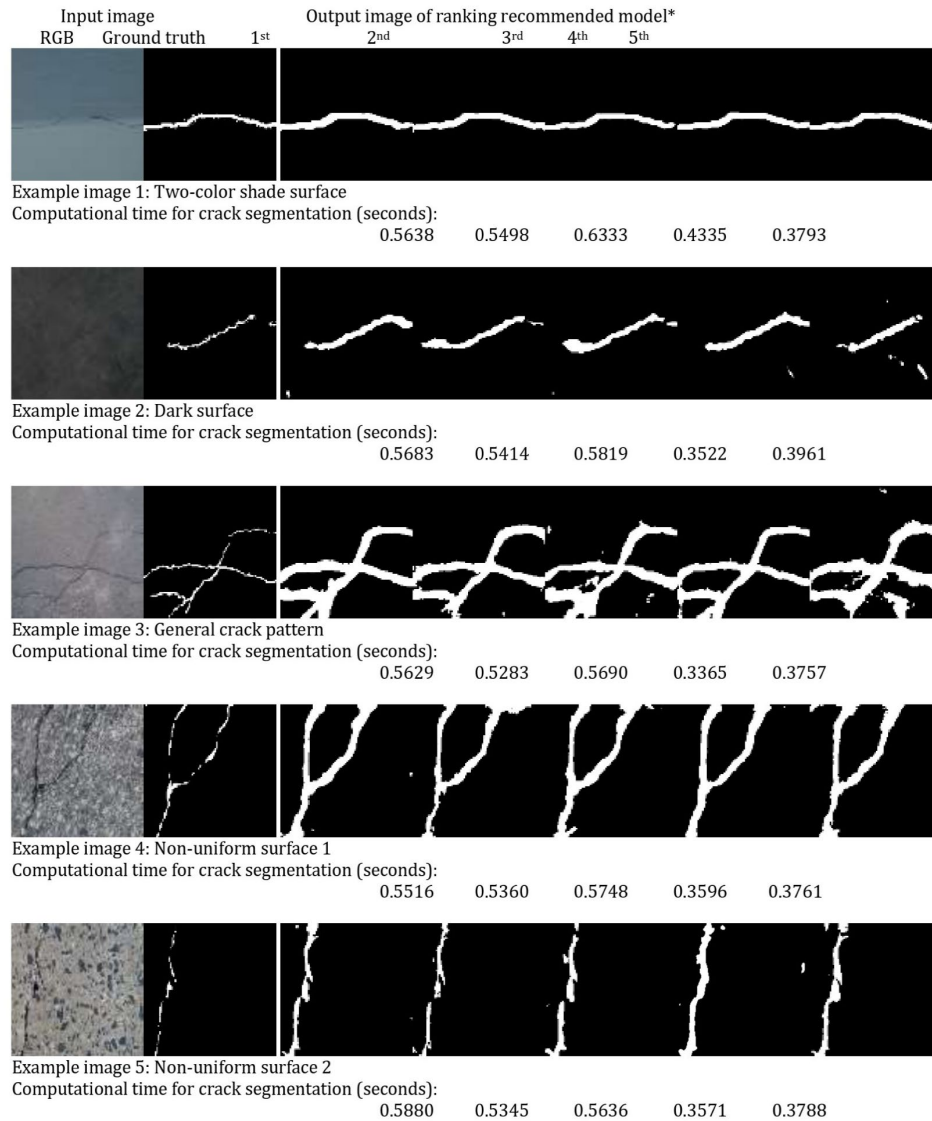 Input image Output image of ranking recommended model*
RGB Ground truth 1st 2nd 3rd 4th 5th
Example image 1: Two-color shade surface
Computational time for crack segmentation (seconds):
0.5638 0.5498 0.6333 0.4335 0.3793
Example image 2: Dark surface
Computational time for crack segmentation (seconds):
0.5683 0.5414 0.5819 0.3522 0.3961
Example image 3: General crack pattern
Computational time for crack segmentation (seconds):
0.5629 0.5283 0.5690 0.3365 0.3757
Example image 4: Non-uniform surface 1
Computational time for crack segmentation (seconds):
0.5516 0.5360 0.5748 0.3596 0.3761
Example image 5: Non-uniform surface 2
Computational time for crack segmentation (seconds):
0.5880 0.5345 0.5636 0.3571 0.3788